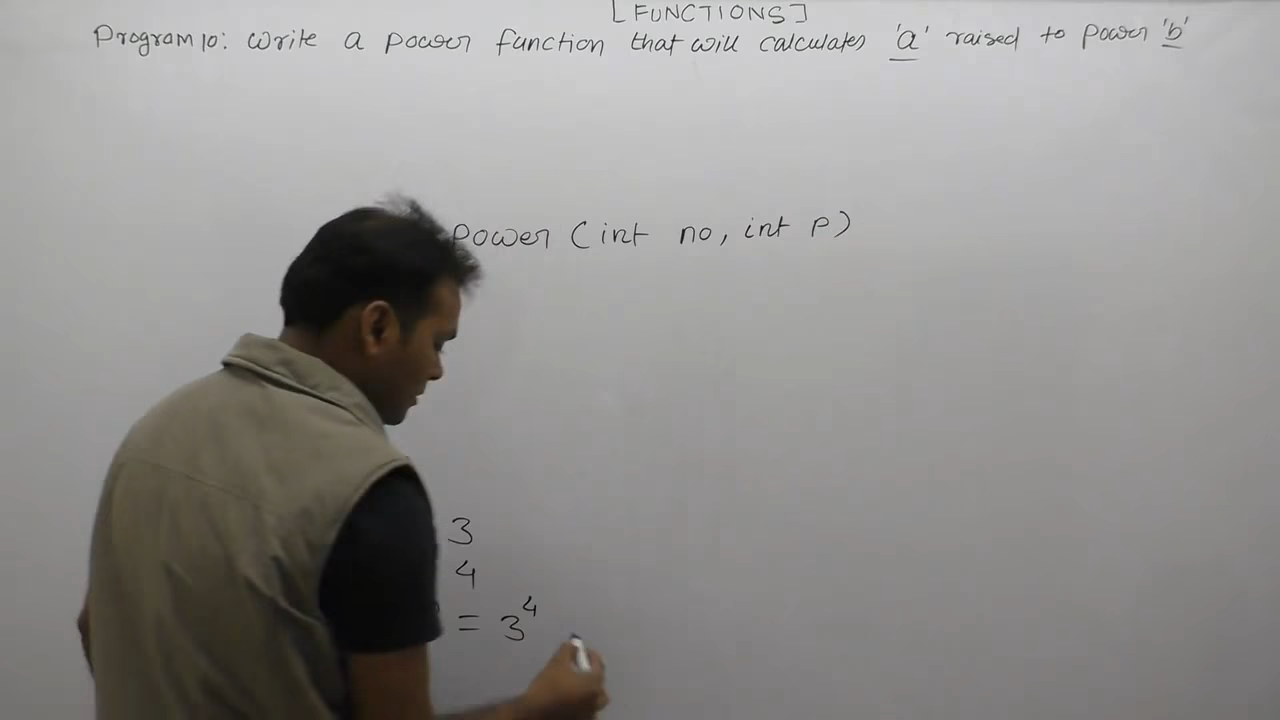 [FUNCTIONS]
Program 10: Write a power function that will calculates 'a' raised to power 'b'
power (int no, int p)
3
4
= 3⁴